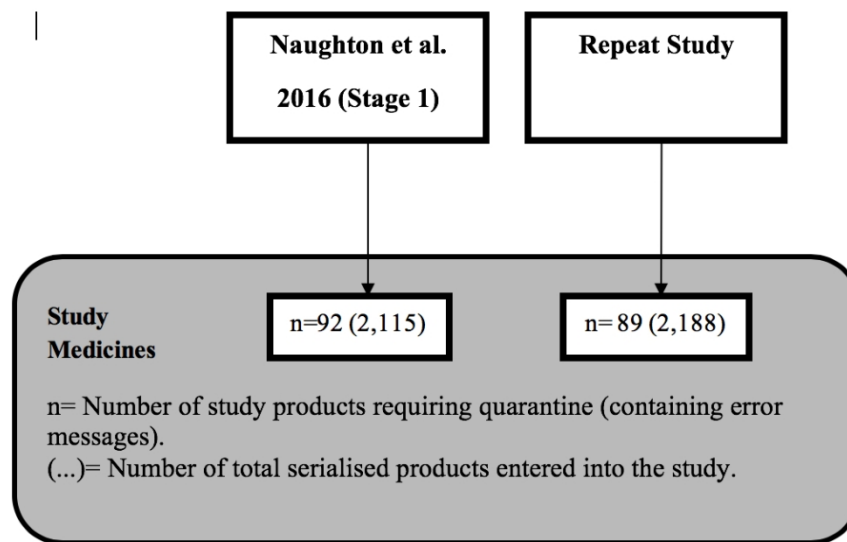 Naughton et al.
2016 (Stage 1)
Repeat Study
Study
Medicines
n=92 (2,115)
n= 89 (2,188)
n= Number of study products requiring quarantine (containing error
messages).
(...)= Number of total serialised products entered into the study.